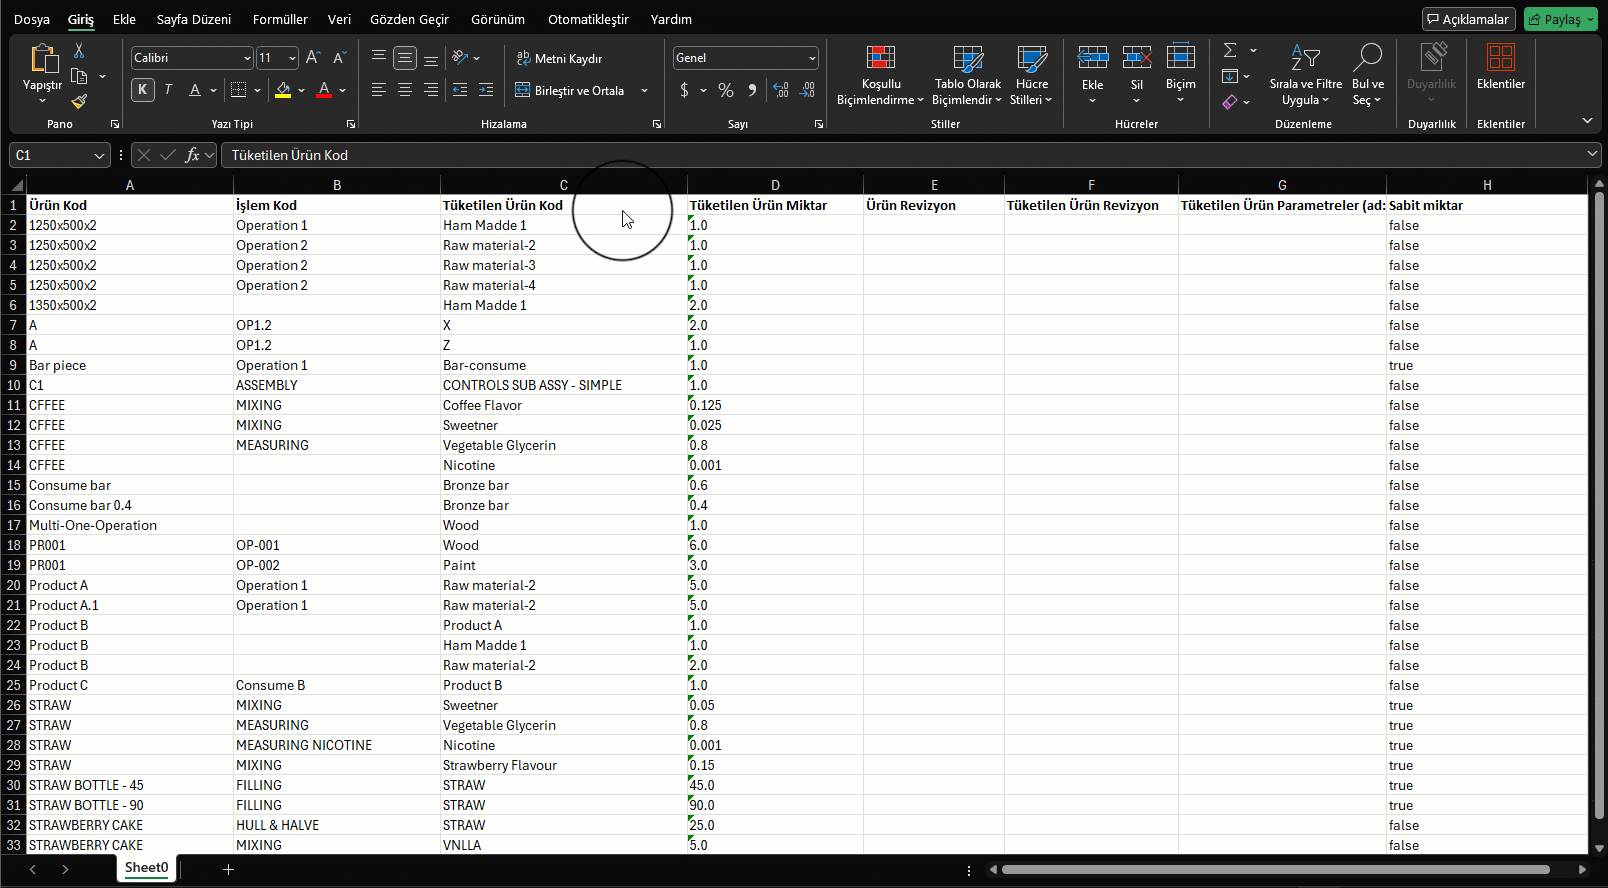 Dosya Giriş Ekle Sayfa Düzeni Formüller Veri Gözden Geçir Görünüm Otomatikleştir Yardım Açıklamalar Paylaş
Yapıştır
Pano
Calibri 11 A A
K T A A
Yazı Tipi
ab Metni Kaydır
Birleştir ve Ortala
Hizalama
Genel
$ % 9
Sayı
Koşullu Biçimlendirme
Tablo Olarak Biçimlendir
Hücre Stilleri
Stiller
Ekle Sil Biçim
Hücreler
Sırala ve Filtre Uygula
Bul ve Seç
Düzenleme
Duyarlılık
Duyarlılık
Eklentiler
Eklentiler
C1 fx Tüketilen Ürün Kod
A B C D E F G H
1 Ürün Kod İşlem Kod Tüketilen Ürün Kod Tüketilen Ürün Miktar Ürün Revizyon Tüketilen Ürün Revizyon Tüketilen Ürün Parametreler (ad: Sabit miktar
2 1250x500x2 Operation 1 Ham Madde 1 1.0 false
3 1250x500x2 Operation 2 Raw material-2 1.0 false
4 1250x500x2 Operation 2 Raw material-3 1.0 false
5 1250x500x2 Operation 2 Raw material-4 1.0 false
6 1350x500x2 Ham Madde 1 2.0 false
7 A OP1.2 X 2.0 false
8 A OP1.2 Z 1.0 false
9 Bar piece Operation 1 Bar-consume 1.0 true
10 C1 ASSEMBLY CONTROLS SUB ASSY - SIMPLE 1.0 false
11 CFFEE MIXING Coffee Flavor 0.125 false
12 CFFEE MIXING Sweetner 0.025 false
13 CFFEE MEASURING Vegetable Glycerin 0.8 false
14 CFFEE Nicotine 0.001 false
15 Consume bar Bronze bar 0.6 false
16 Consume bar 0.4 Bronze bar 0.4 false
17 Multi-One-Operation Wood 1.0 false
18 PR001 OP-001 Wood 6.0 false
19 PR001 OP-002 Paint 3.0 false
20 Product A Operation 1 Raw material-2 5.0 false
21 Product A.1 Operation 1 Raw material-2 5.0 false
22 Product B Product A 1.0 false
23 Product B Ham Madde 1 1.0 false
24 Product B Raw material-2 2.0 false
25 Product C Consume B Product B 1.0 false
26 STRAW MIXING Sweetner 0.05 true
27 STRAW MEASURING Vegetable Glycerin 0.8 true
28 STRAW MEASURING NICOTINE Nicotine 0.001 true
29 STRAW MIXING Strawberry Flavour 0.15 true
30 STRAW BOTTLE - 45 FILLING STRAW 45.0 true
31 STRAW BOTTLE - 90 FILLING STRAW 90.0 true
32 STRAWBERRY CAKE HULL & HALVE STRAW 25.0 false
33 STRAWBERRY CAKE MIXING VNLLA 5.0 false
Sheet0